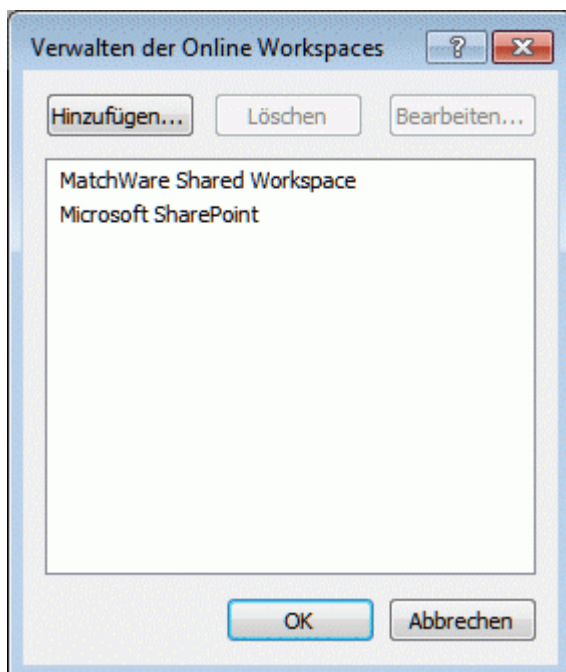 Verwalten der Online Workspaces
Hinzufügen... Löschen Bearbeiten...
MatchWare Shared Workspace
Microsoft SharePoint
OK Abbrechen